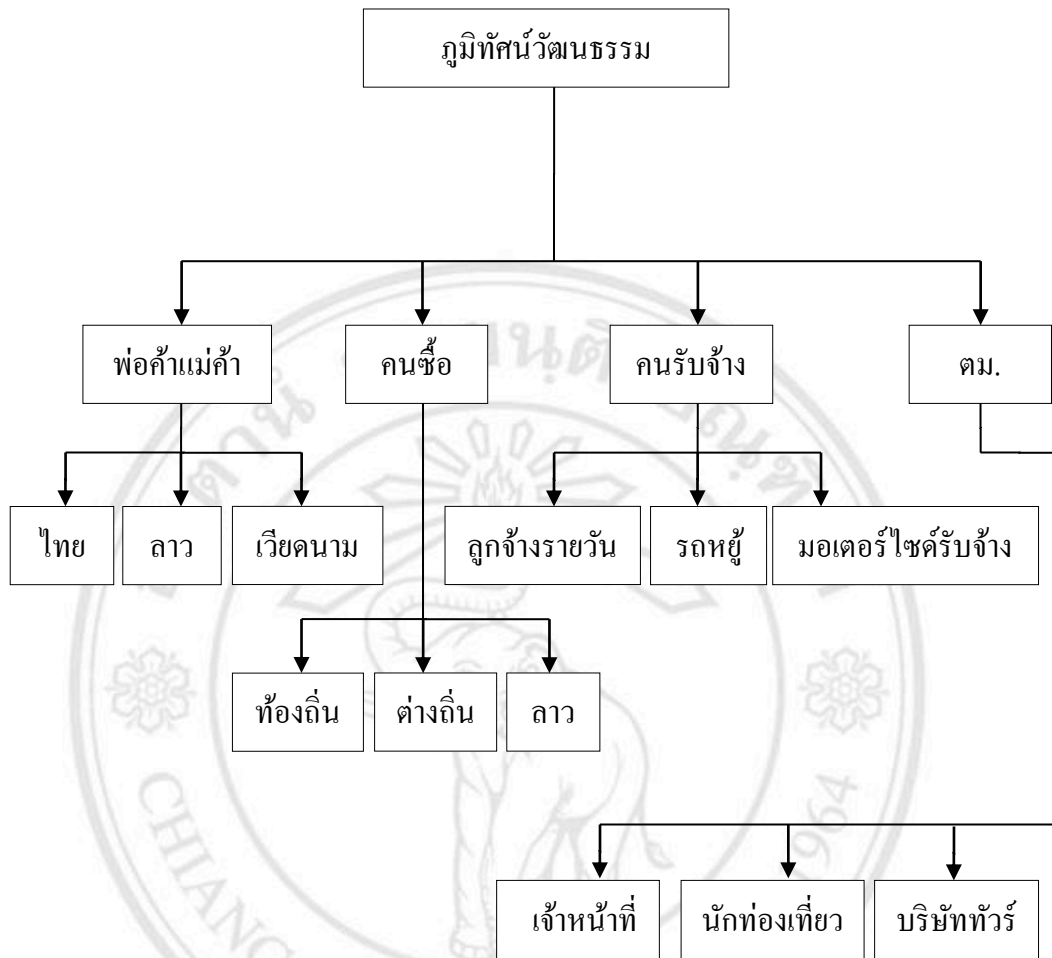 ภูมิทัศน์วัฒนธรรม
พ่อค้าแม่ค้า
คนซื้อ
คนรับจ้าง
ตม.
ไทย
ลาว
เวียดนาม
ลูกจ้างรายวัน
รถหยู้
มอเตอร์ไซด์รับจ้าง
ท้องถิ่น
ต่างถิ่น
ลาว
1964
CHIANG
เจ้าหน้าที่
นักท่องเที่ยว
บริษัททัวร์